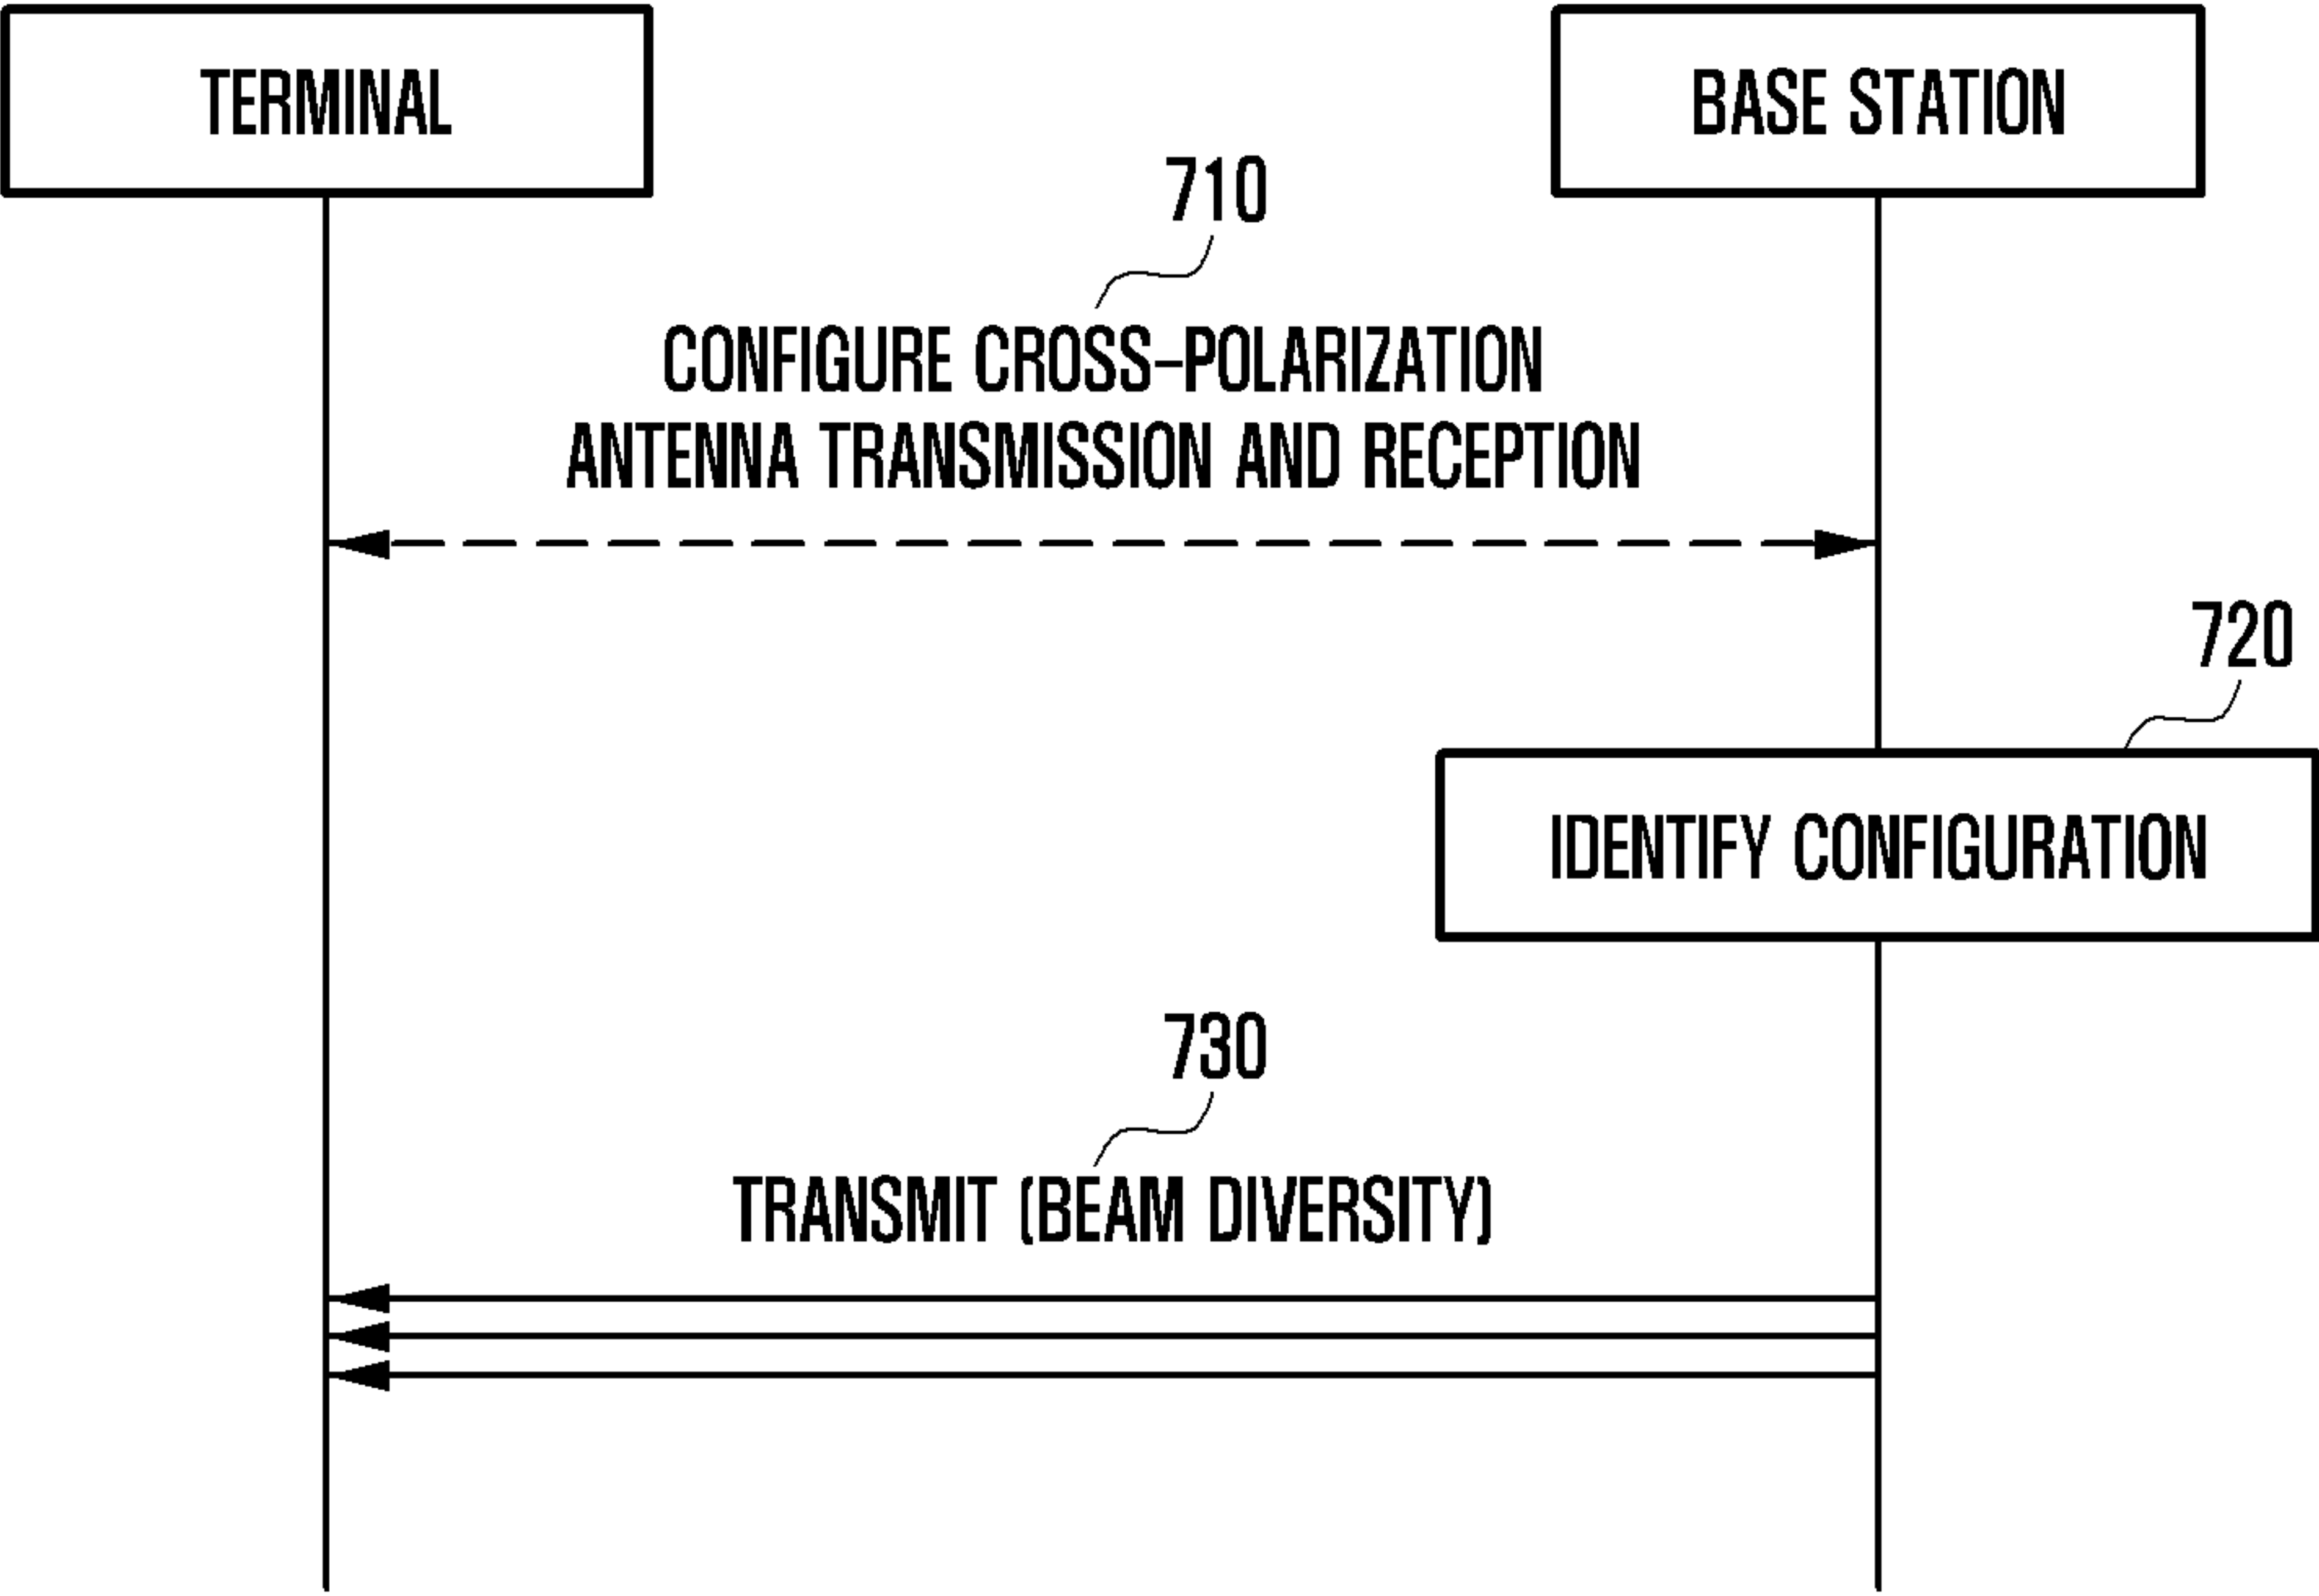 TERMINAL
BASE STATION
710
CONFIGURE CROSS-POLARIZATION
ANTENNA TRANSMISSION AND RECEPTION
720
IDENTIFY CONFIGURATION
730
TRANSMIT (BEAM DIVERSITY)